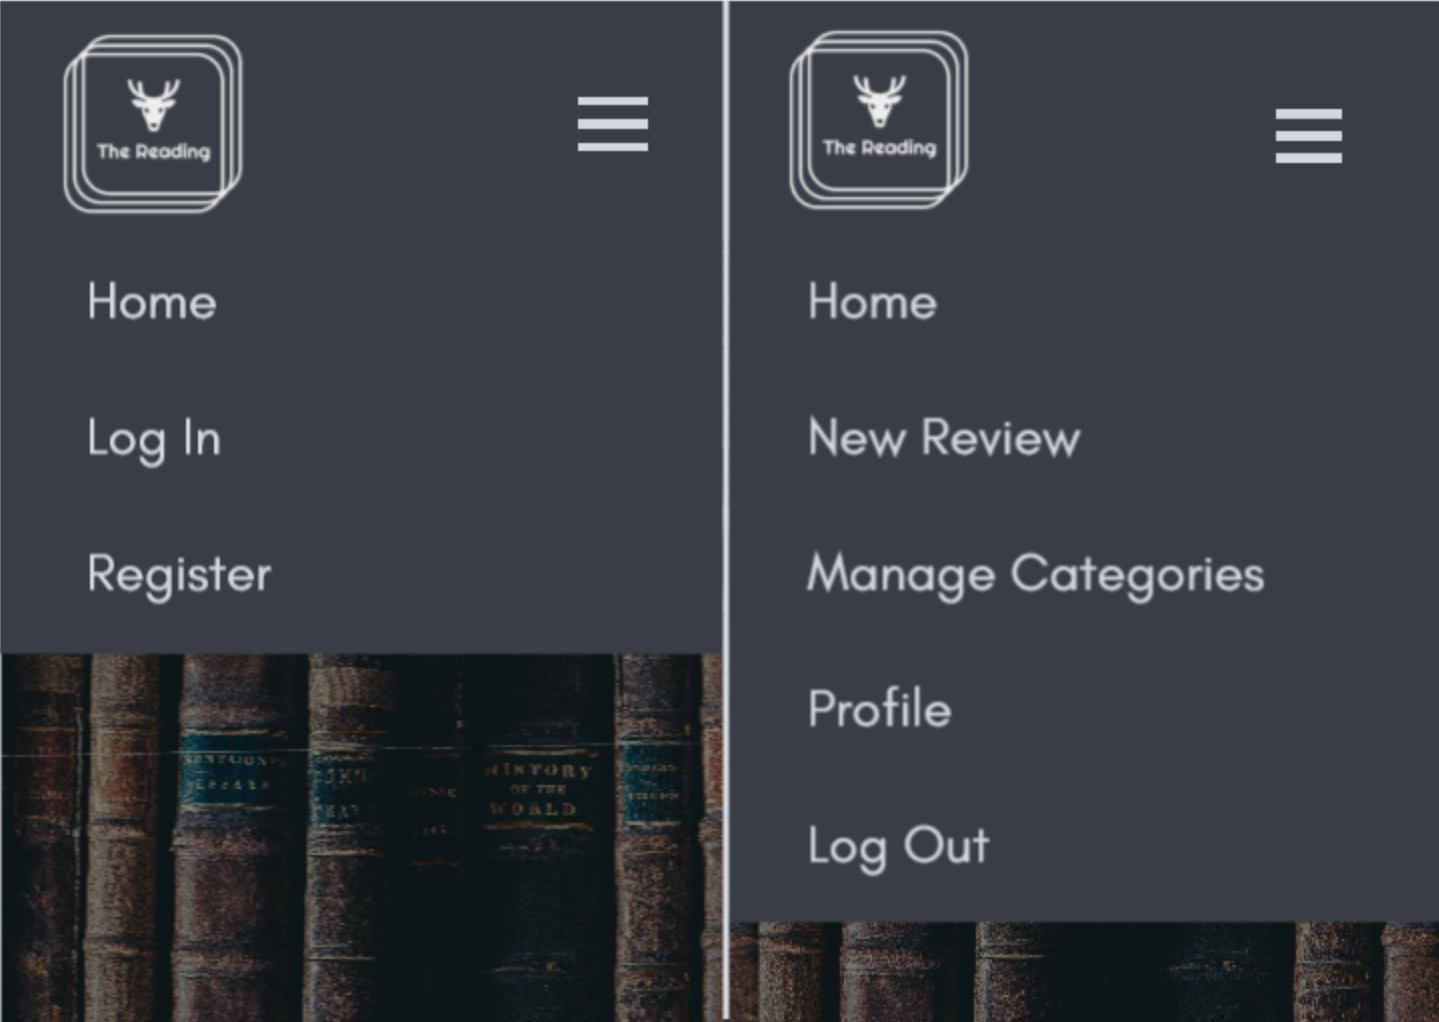 The Reading
Home
Log In
Register
HISTORY
OF THE
WORLD
The Reading
Home
New Review
Manage Categories
Profile
Log Out